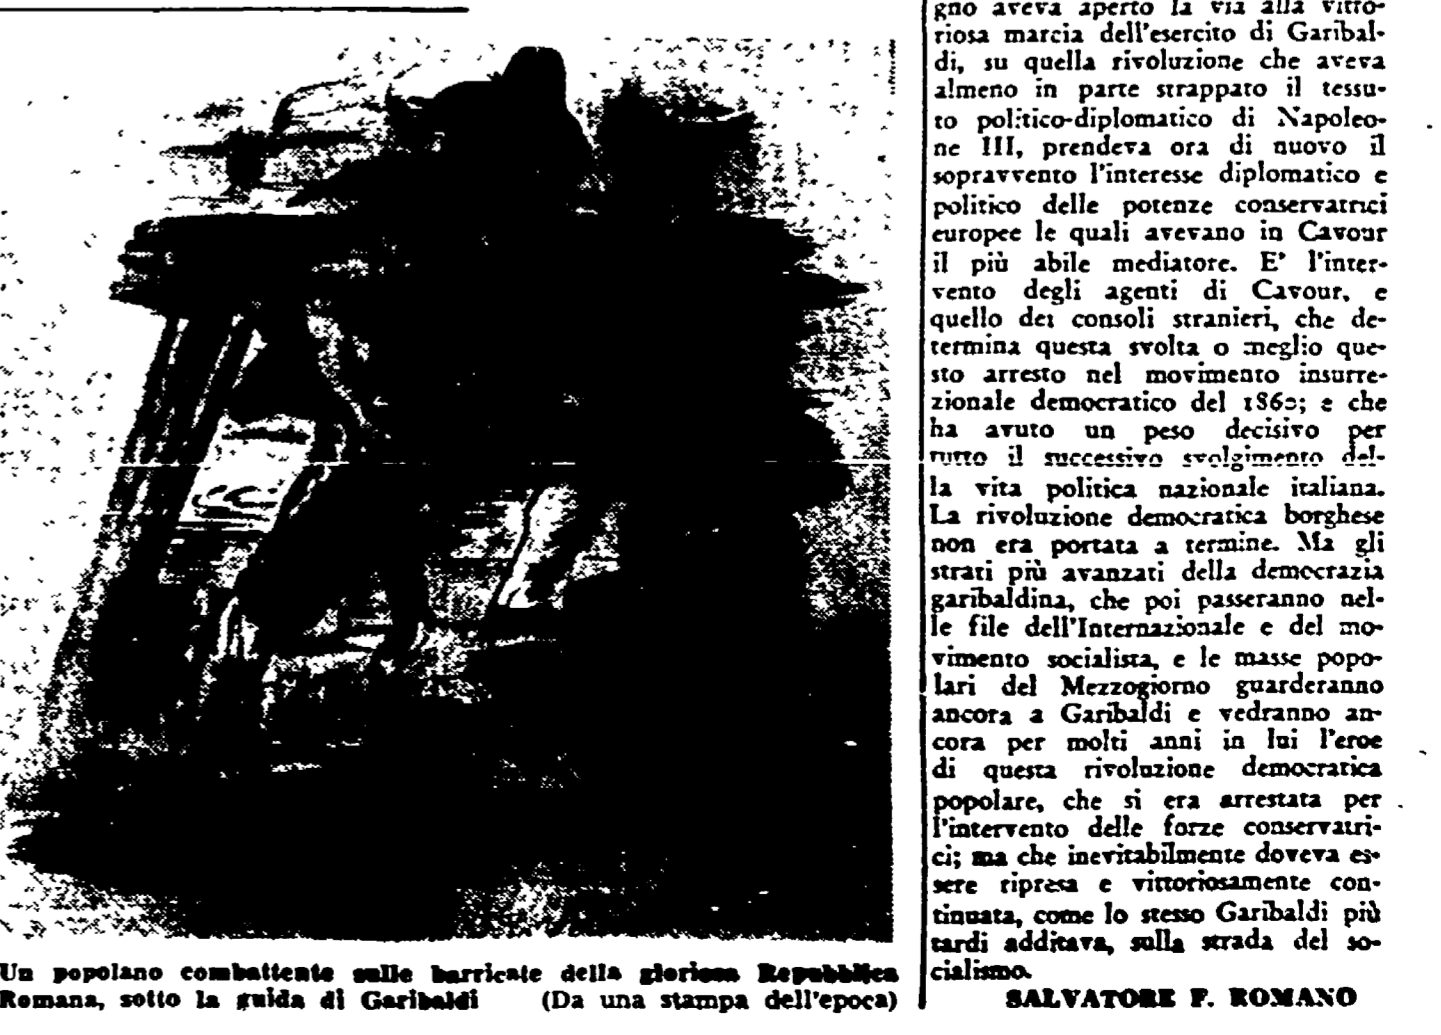 Un popolano combattente sulle barricate della gloriosa Repubblica
Romana, sotto la guida di Garibaldi (Da una stampa dell'epoca)
gno aveva aperto la via alla vitto-
riosa marcia dell'esercito di Garibal-
di, su quella rivoluzione che aveva
almeno in parte strappato il tessu-
to politico-diplomatico di Napoleo-
ne III, prendeva ora di nuovo il
sopravvento l'interesse diplomatico e
politico delle potenze conservatrici
europee le quali avevano in Cavour
il più abile mediatore. E' l'inter-
vento degli agenti di Cavour, e
quello dei consoli stranieri, che de-
termina questa svolta o meglio que-
sto arresto nel movimento insurre-
zionale democratico del 1860; e che
ha avuto un peso decisivo per
tutto il successivo svolgimento del-
la vita politica nazionale italiana.
La rivoluzione democratica borghese
non era portata a termine. Ma gli
strati più avanzati della democrazia
garibaldina, che poi passeranno nel-
le file dell'Internazionale e del mo-
vimento socialista, e le masse popo-
lari del Mezzogiorno guarderanno
ancora a Garibaldi e vedranno an-
cora per molti anni in lui l'eroe
di questa rivoluzione democratica
popolare, che si era arrestata per
l'intervento delle forze conservatri-
ci; ma che inevitabilmente doveva es-
sere ripresa e vittoriosamente con-
tinuata, come lo stesso Garibaldi più
tardi additava, sulla strada del so-
cialismo.
SALVATORE F. ROMANO